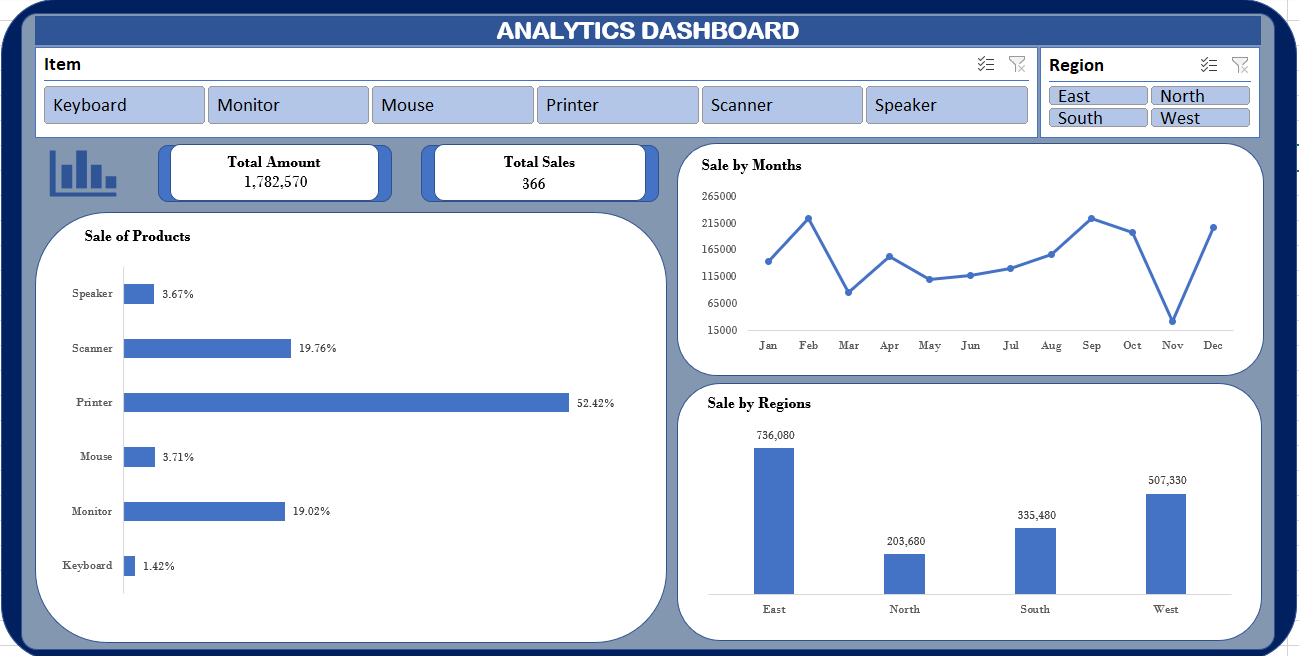 ANALYTICS DASHBOARD
Item
Keyboard
Monitor
Mouse
Printer
Scanner
Speaker
Region
East
North
South
West
Total Amount
1,782,570
Total Sales
366
Sale of Products
Speaker
3.67%
Scanner
19.76%
Printer
52.42%
Mouse
3.71%
Monitor
19.02%
Keyboard
1.42%
Sale by Months
265000
215000
165000
115000
65000
15000
Jan Feb Mar Apr May Jun Jul Aug Sep Oct Nov Dec
Sale by Regions
736,080
203,680
335,480
507,330
East North South West